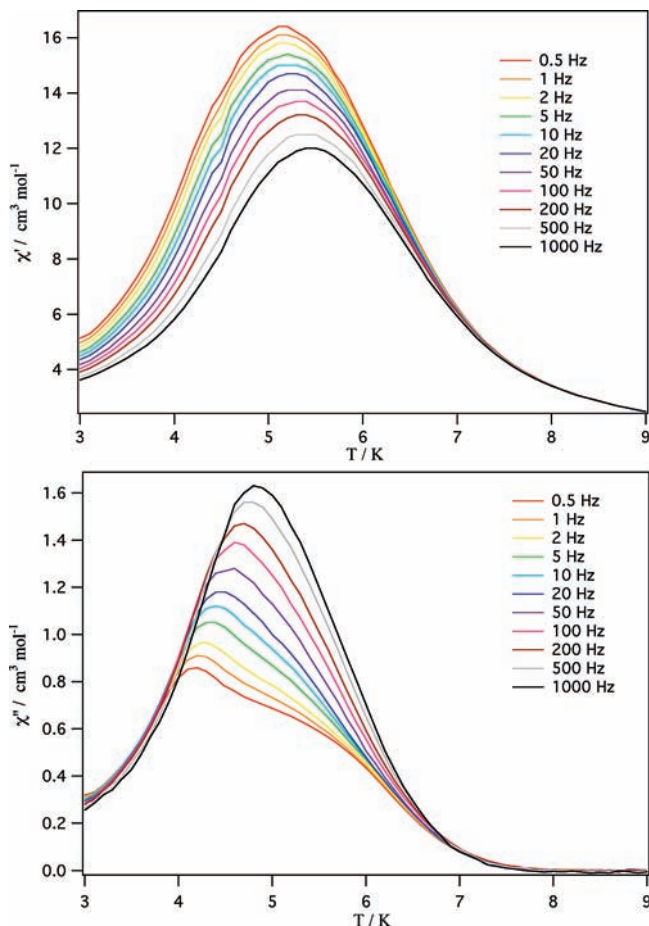 16
14
12
10
8
6
4
χ' / cm³ mol⁻¹
0.5 Hz
1 Hz
2 Hz
5 Hz
10 Hz
20 Hz
50 Hz
100 Hz
200 Hz
500 Hz
1000 Hz
3 4 5 6 7 8 9
T / K
1.6
1.4
1.2
1.0
0.8
0.6
0.4
0.2
0.0
χ" / cm³ mol⁻¹
0.5 Hz
1 Hz
2 Hz
5 Hz
10 Hz
20 Hz
50 Hz
100 Hz
200 Hz
500 Hz
1000 Hz
3 4 5 6 7 8 9
T / K